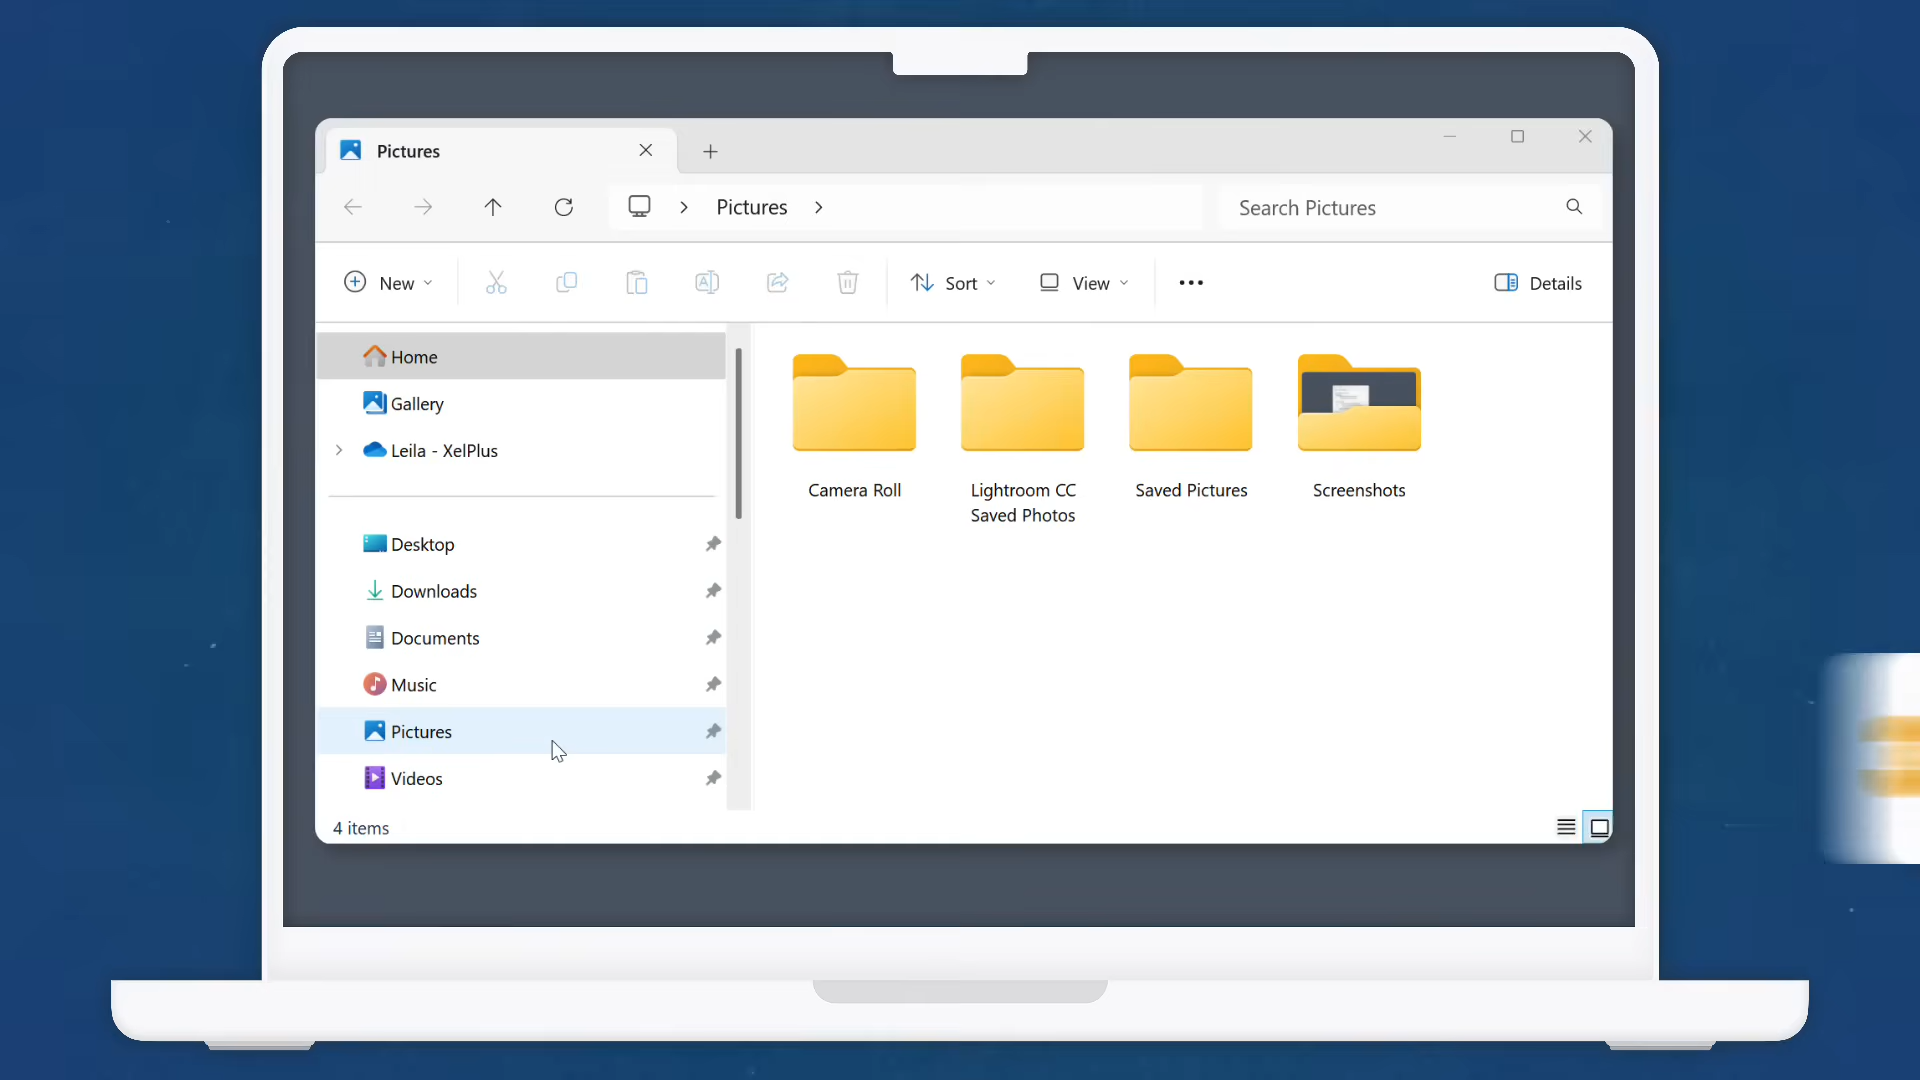 Pictures
Pictures
Search Pictures
New
Sort
View
Details
Home
Gallery
Leila - XelPlus
Desktop
Downloads
Documents
Music
Pictures
Videos
Camera Roll
Lightroom CC
Saved Photos
Saved Pictures
Screenshots
4 items